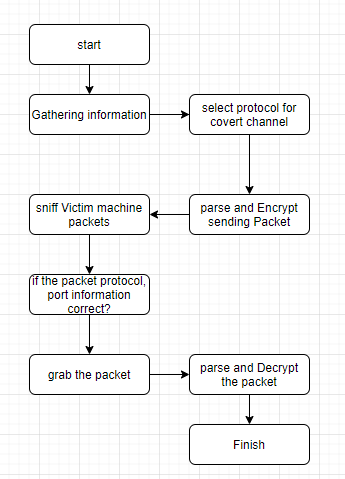 start
Gathering information
select protocol for
covert channel
parse and Encrypt
sending Packet
sniff Victim machine
packets
if the packet protocol,
port information
correct?
grab the packet
parse and Decrypt
the packet
Finish